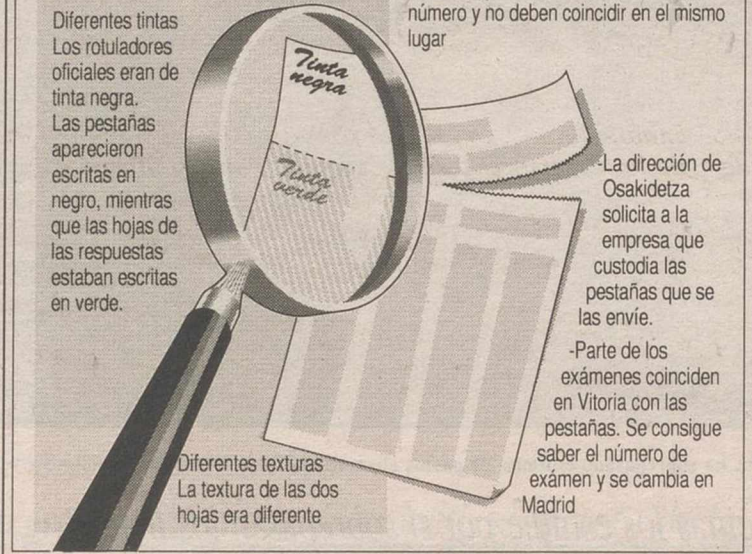 Diferentes tintas
Los rotuladores
oficiales eran de
tinta negra.
Las pestañas
aparecieron
escritas en
negro, mientras
que las hojas de
las respuestas
estaban escritas
en verde.
Tinta
negra
Tinta
verde
Diferentes texturas
La textura de las dos
hojas era diferente
número y no deben coincidir en el mismo
lugar
-La dirección de
Osakidetza
solicita a la
empresa que
custodia las
pestañas que se
las envíe.
-Parte de los
exámenes coinciden
en Vitoria con las
pestañas. Se consigue
saber el número de
exámen y se cambia en
Madrid